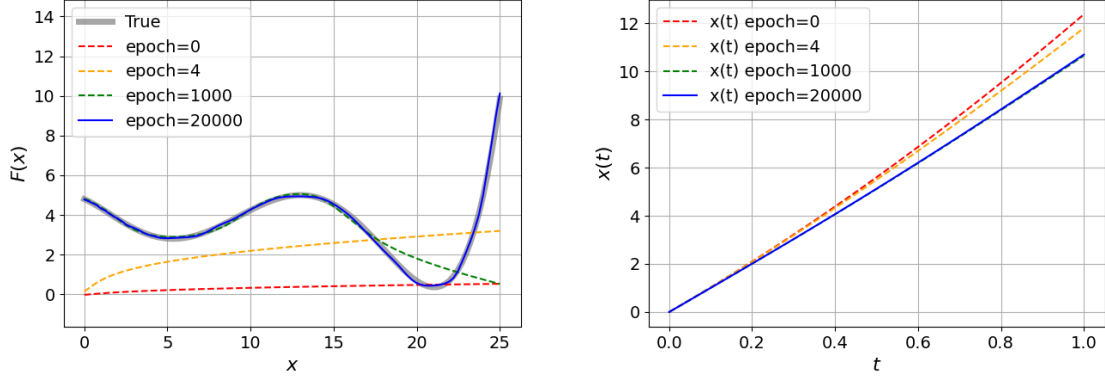 14
12
10
8
6
4
2
0
F(x)
True
epoch=0
epoch=4
epoch=1000
epoch=20000
0 5 10 15 20 25
x
12
10
8
6
4
2
0
x(t)
x(t) epoch=0
x(t) epoch=4
x(t) epoch=1000
x(t) epoch=20000
0.0 0.2 0.4 0.6 0.8 1.0
t